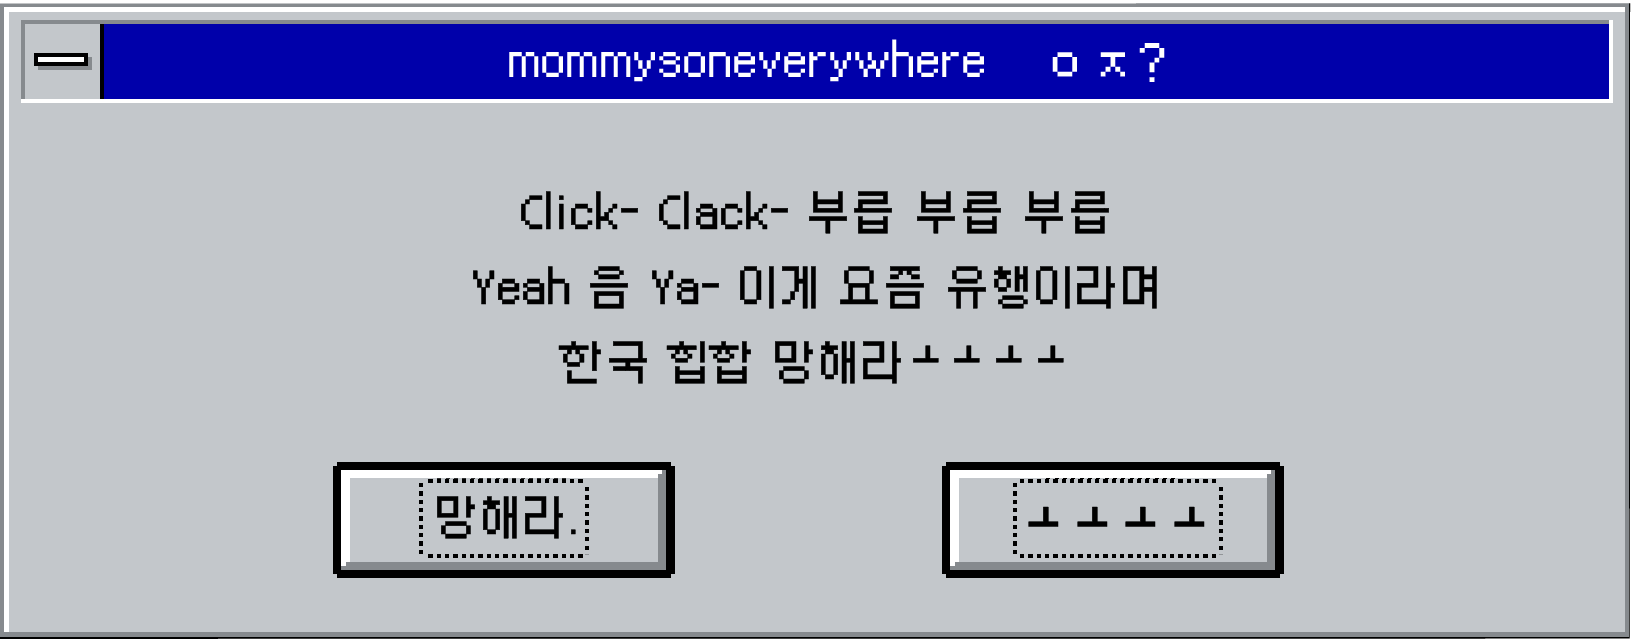 mommysoneverywhere ㅇㅈ?
Click- Clack- 부릅 부릅 부릅
Yeah 음 Ya- 이게 요쯤 유행이라며
한국 힙합 망해라ㅗㅗㅗㅗ
망해라.
ㅗㅗㅗㅗ